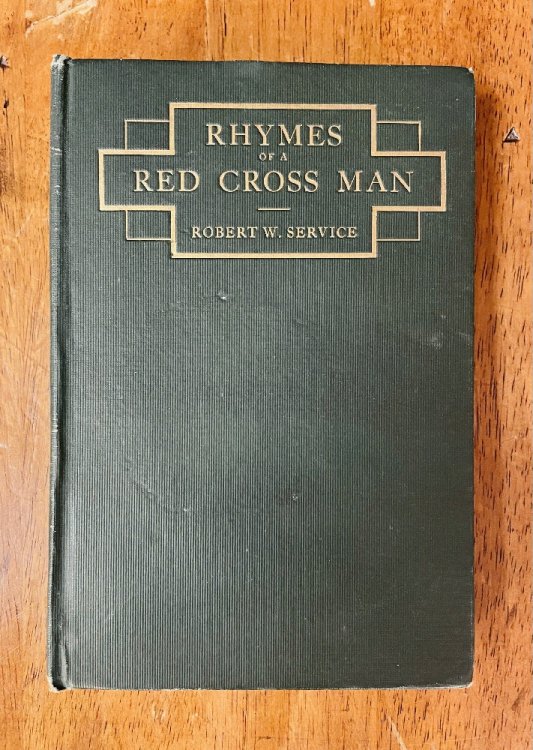 RHYMES
OF A
RED CROSS MAN
ROBERT W. SERVICE